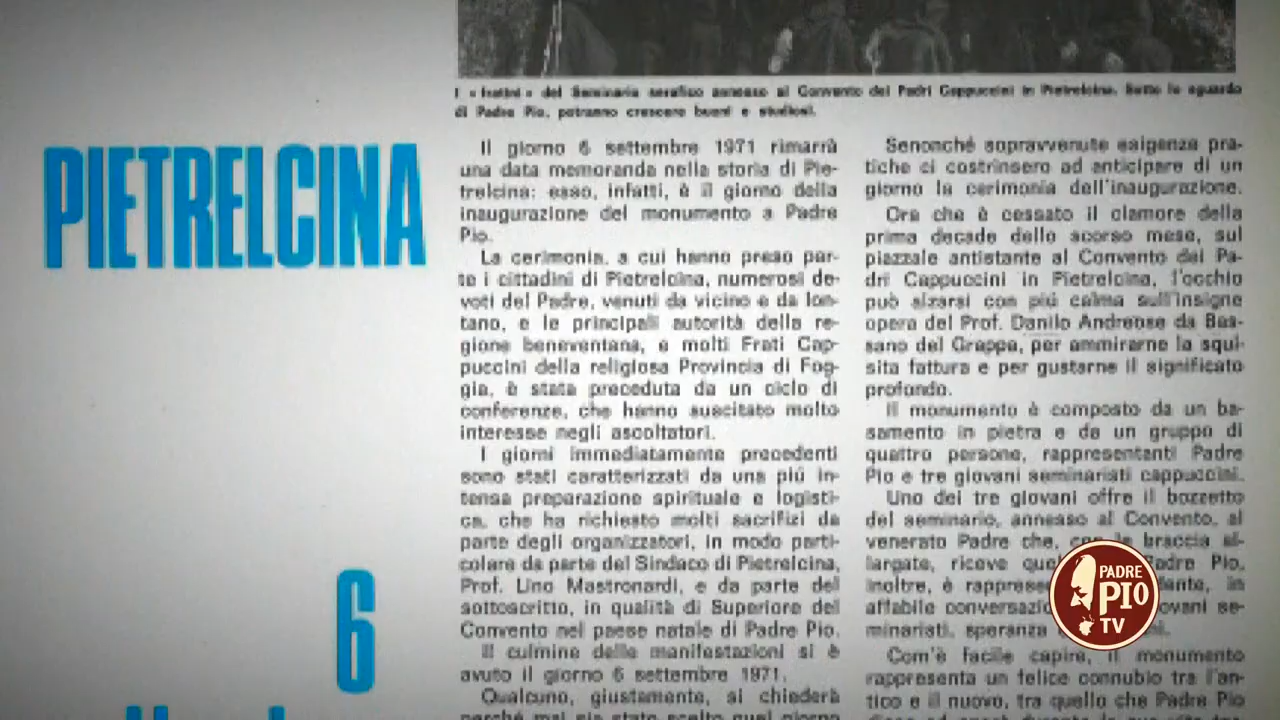 I « fratini » del Seminario serafico annesso al Convento dei Padri Cappuccini in Pietrelcina. Sotto lo sguardo
di Padre Pio, potranno crescere buoni e studiosi.
PIETRELCINA
6
Il giorno 6 settembre 1971 rimarrà
una data memoranda nella storia di Pie-
trelcina: esso, infatti, è il giorno della
inaugurazione del monumento a Padre
Pio.
La cerimonia, a cui hanno preso par-
te i cittadini di Pietrelcina, numerosi de-
voti del Padre, venuti da vicino e da lon-
tano, e le principali autorità della re-
gione beneventana, e molti Frati Cap-
puccini della religiosa Provincia di Fog-
gia, è stata preceduta da un ciclo di
conferenze, che hanno suscitato molto
interesse negli ascoltatori.
I giorni immediatamente precedenti
sono stati caratterizzati da una più in-
tensa preparazione spirituale e logisti-
ca, che ha richiesto molti sacrifizi da
parte degli organizzatori, in modo parti-
colare da parte del Sindaco di Pietrelcina,
Prof. Lino Mastronardi, e da parte del
sottoscritto, in qualità di Superiore del
Convento nel paese natale di Padre Pio.
Il culmine delle manifestazioni si è
avuto il giorno 6 settembre 1971.
Qualcuno, giustamente, si chiederà
perché mai sia stato scelto quel giorno
Senonché sopravvenute esigenze pra-
tiche ci costrinsero ad anticipare di un
giorno la cerimonia dell'inaugurazione.
Ora che è cessato il clamore della
prima decade dello scorso mese, sul
piazzale antistante al Convento dei Pa-
dri Cappuccini in Pietrelcina, l'occhio
può alzarsi con più calma sull'insigne
opera del Prof. Danilo Andreose da Bas-
sano del Grappa, per ammirarne la squi-
sita fattura e per gustarne il significato
profondo.
Il monumento è composto da un ba-
samento in pietra e da un gruppo di
quattro persone, rappresentanti Padre
Pio e tre giovani seminaristi cappuccini.
Uno dei tre giovani offre il bozzetto
del seminario, annesso al Convento, al
venerato Padre che, con le braccia al-
largate, riceve Padre Pio,
inoltre, è in
affabile se-
minaristi, speranza
Com'è facile capire, il monumento
rappresenta un felice connubio tra l'an-
tico e il nuovo, tra quello che Padre Pio
PADRE
PIO
TV